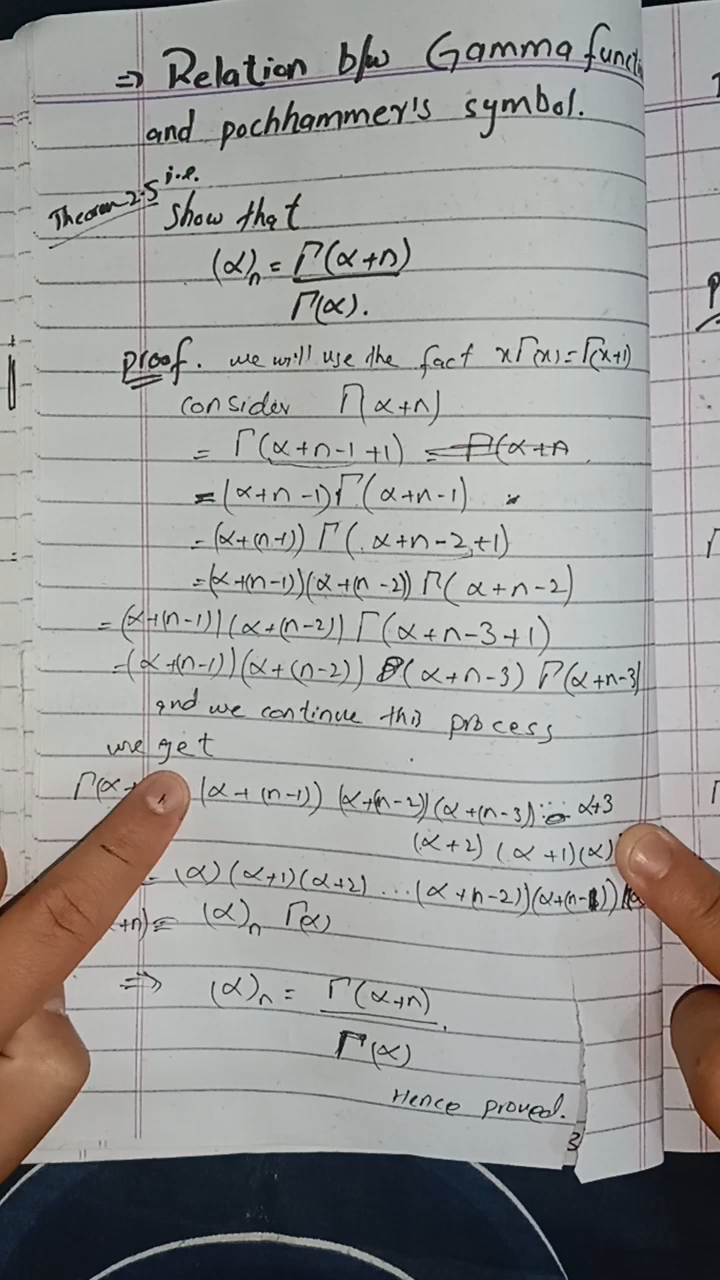 ⇒ Relation b/w Gamma functi
and pochhammer's symbol.
Theorem 2.5 i.e.
Show that
(α)ₙ = Γ(α+n)
Γ(α).
Proof. we will use the fact xΓ(x) = Γ(x+1)
consider Γ(α+n)
= Γ(α+n-1+1)
= (α+n-1)Γ(α+n-1)
= (α+(n-1)) Γ(α+n-2+1)
= (α+(n-1))(α+(n-2)) Γ(α+n-2)
= (α+(n-1))(α+(n-2)) Γ(α+n-3+1)
= (α+(n-1))(α+(n-2)) (α+n-3) Γ(α+n-3)
and we continue this process
we get
Γ(α+ (α+(n-1)) (α+(n-2))(α+(n-3)) ... α+3
(α+2) (α+1)(α)
= (α)(α+1)(α+2) ... (α+n-2))(α+(n-1))
+n) = (α)ₙ Γ(α)
⇒ (α)ₙ = Γ(α+n)
Γ(α)
Hence proved.
3